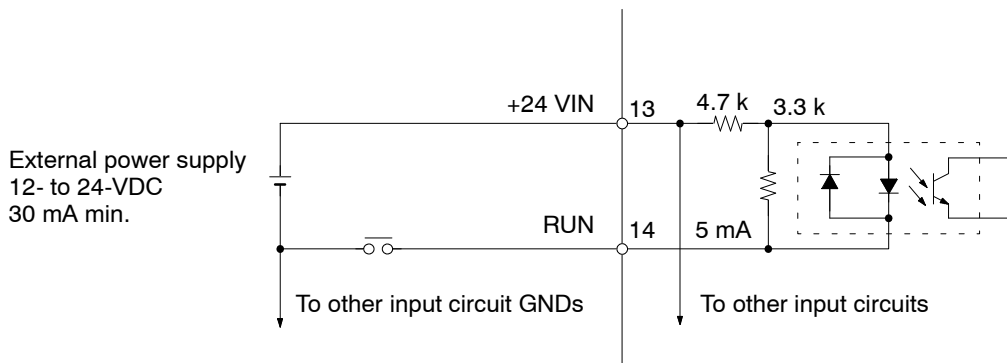 +24 VIN
13
4.7 k
3.3 k
External power supply
12- to 24-VDC
30 mA min.
RUN
14
5 mA
To other input circuit GNDs
To other input circuits